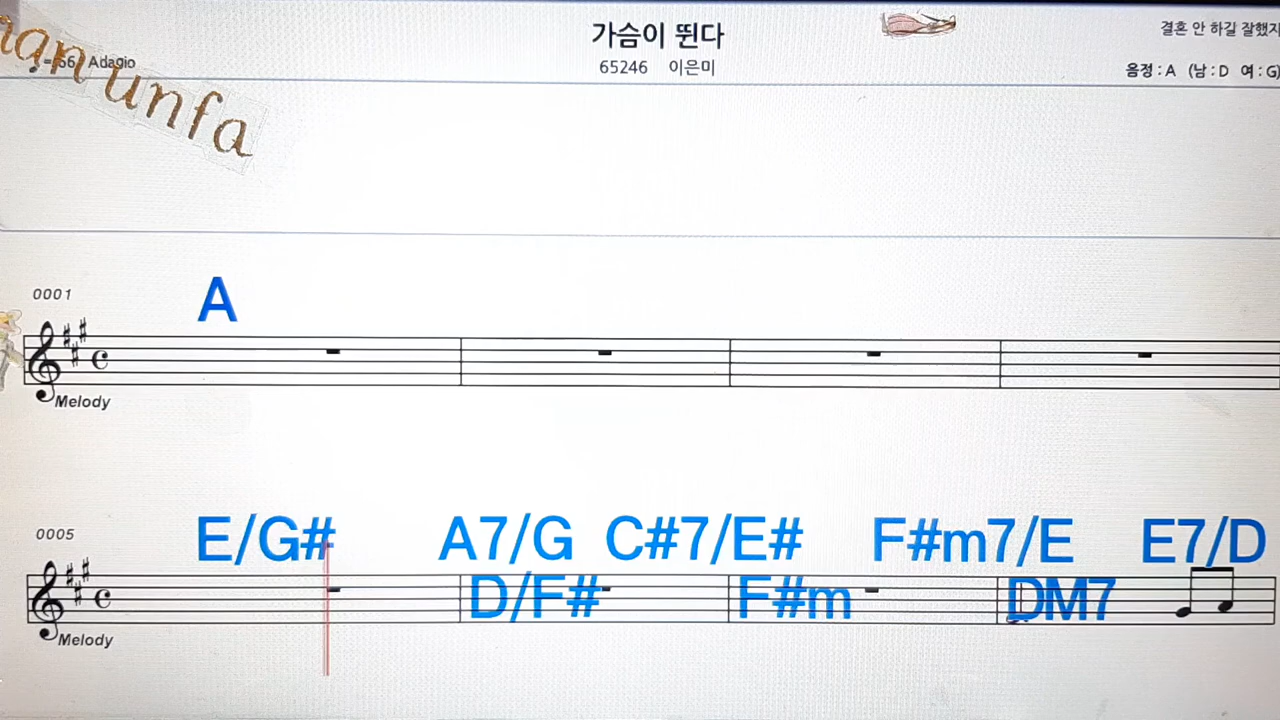 가슴이 뛴다
결혼 안 하길 잘했지
=66 Adagio
65246 이은미
음정 : A (남 : D 여 : G)
unfa
0001
A
Melody
0005
E/G# A7/G C#7/E# F#m7/E E7/D
D/F# F#m DM7
Melody